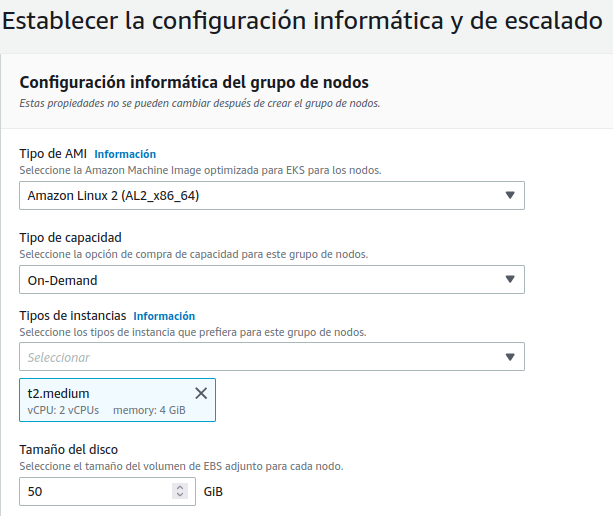 Establecer la configuración informática y de escalado
Configuración informática del grupo de nodos
Estas propiedades no se pueden cambiar después de crear el grupo de nodos.
Tipo de AMI Información
Seleccione la Amazon Machine Image optimizada para EKS para los nodos.
Amazon Linux 2 (AL2_x86_64)
Tipo de capacidad
Seleccione la opción de compra de capacidad para este grupo de nodos.
On-Demand
Tipos de instancias Información
Seleccione los tipos de instancia que prefiera para este grupo de nodos.
Seleccionar
t2.medium
vCPU: 2 vCPUs memory: 4 GiB
Tamaño del disco
Seleccione el tamaño del volumen de EBS adjunto para cada nodo.
50 GiB